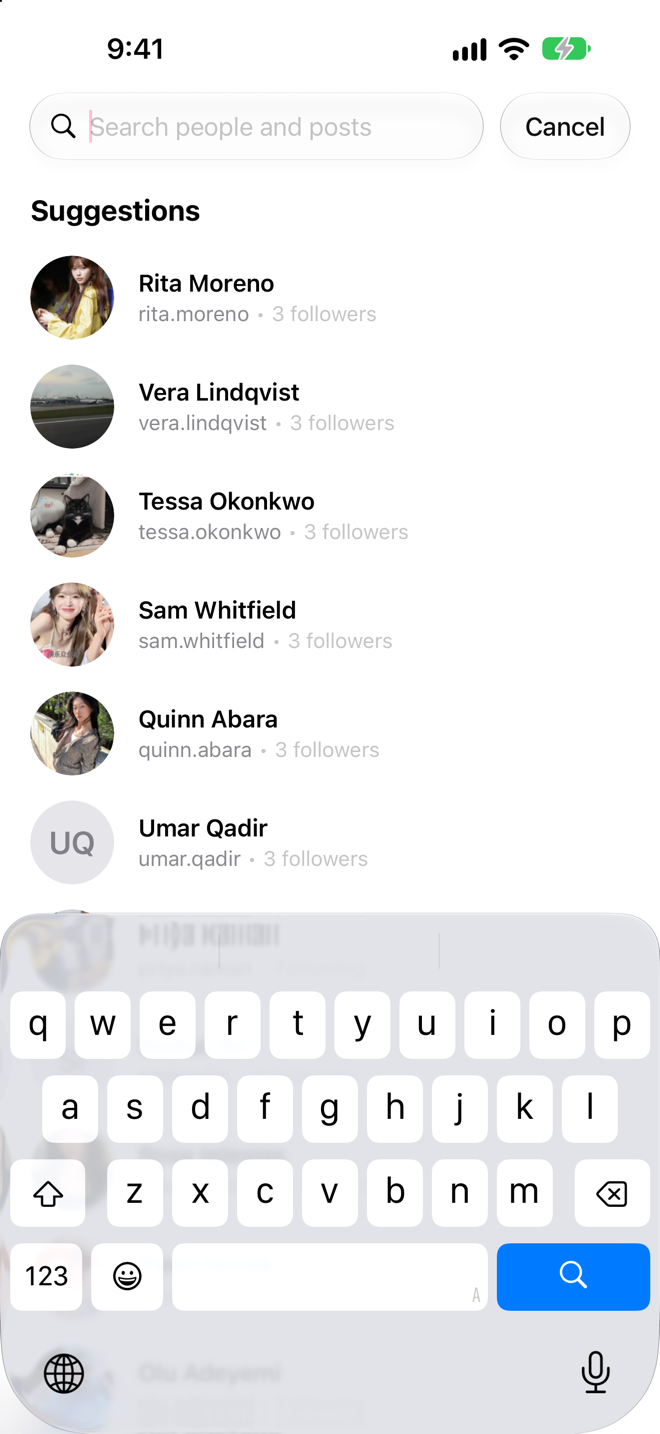 9:41
Search people and posts
Cancel
Suggestions
Rita Moreno
rita.moreno • 3 followers
Vera Lindqvist
vera.lindqvist • 3 followers
Tessa Okonkwo
tessa.okonkwo • 3 followers
Sam Whitfield
sam.whitfield • 3 followers
Quinn Abara
quinn.abara • 3 followers
UQ
Umar Qadir
umar.qadir • 3 followers
q w e r t y u i o p
a s d f g h j k l
z x c v b n m
123
A
Olu Adeyemi